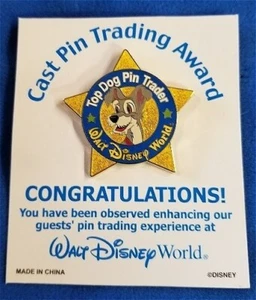 Cast Pin Trading Award
Top Dog Pin Trader
Walt Disney World
CONGRATULATIONS!
You have been observed enhancing our
guests' pin trading experience at
Walt Disney World®
MADE IN CHINA
©DISNEY